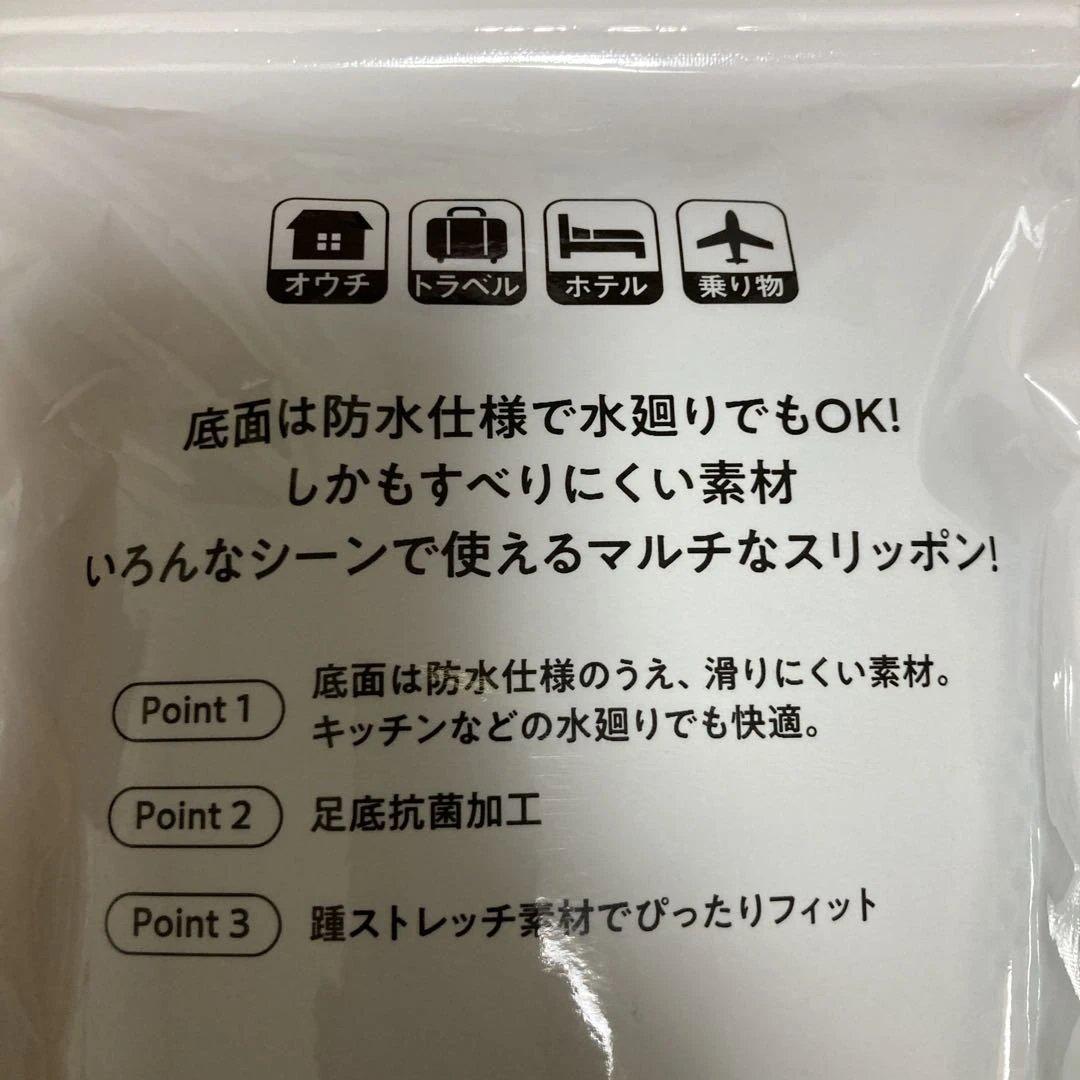 オウチ トラベル ホテル 乗り物
底面は防水仕様で水廻りでもOK!
しかもすべりにくい素材
いろんなシーンで使えるマルチなスリッポン!
Point 1 底面は防水仕様のうえ、滑りにくい素材。
キッチンなどの水廻りでも快適。
Point 2 足底抗菌加工
Point 3 踵ストレッチ素材でぴったりフィット